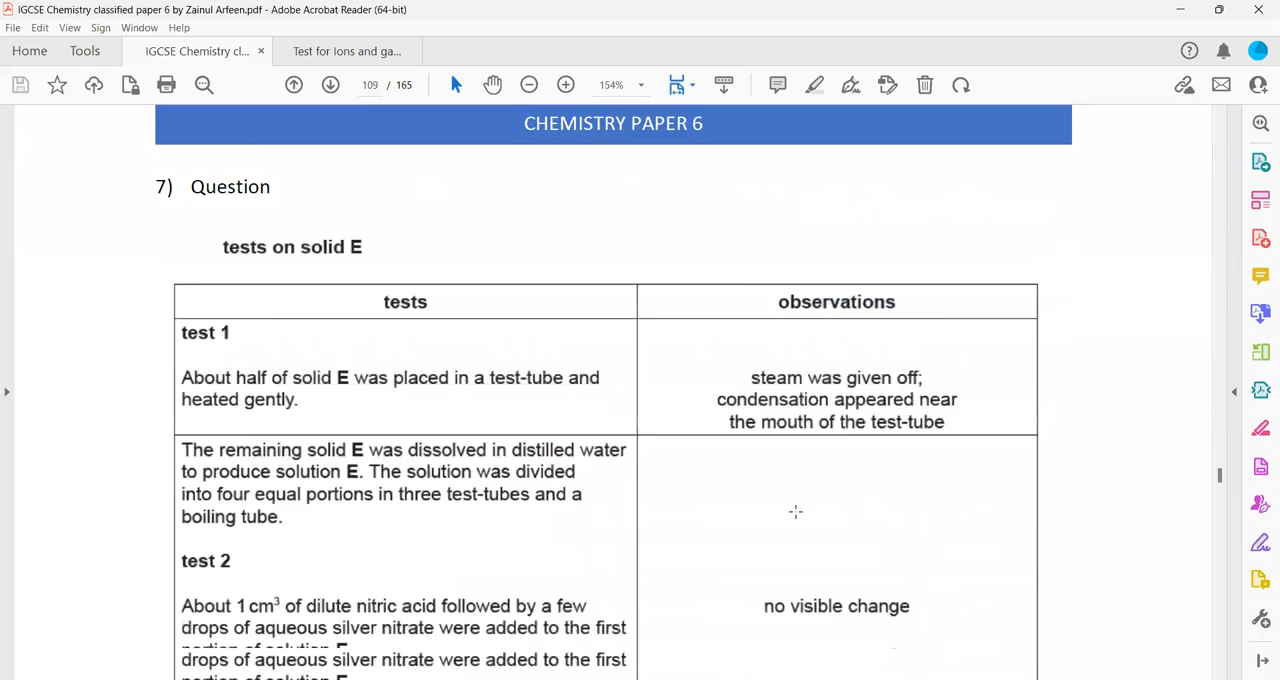 IGCSE Chemistry classified paper 6 by Zainul Arfeen.pdf - Adobe Acrobat Reader (64-bit)
File Edit View Sign Window Help
Home Tools IGCSE Chemistry cl... × Test for Ions and ga...
109 / 165 154%
CHEMISTRY PAPER 6
7) Question
tests on solid E
tests observations
test 1
About half of solid E was placed in a test-tube and
heated gently.
steam was given off;
condensation appeared near
the mouth of the test-tube
The remaining solid E was dissolved in distilled water
to produce solution E. The solution was divided
into four equal portions in three test-tubes and a
boiling tube.
test 2
About 1 cm³ of dilute nitric acid followed by a few
drops of aqueous silver nitrate were added to the first
portion of solution E
no visible change
drops of aqueous silver nitrate were added to the first
portion of solution E